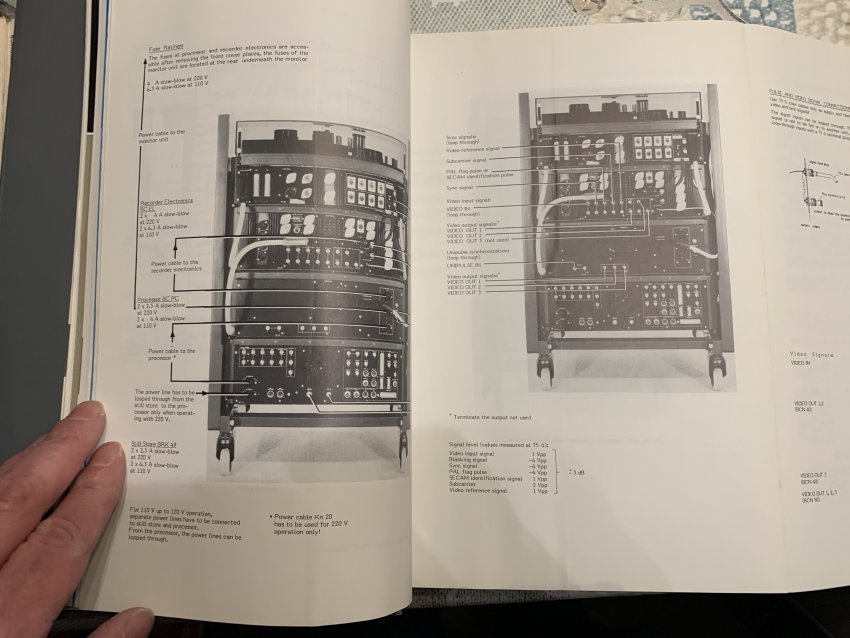 Fuse Ratings
The fuses at processor and recorder electronics are acces-
sible after removing the front cover plates, the fuses of the
monitor unit are located at the rear underneath the monitor
4 A slow-blow at 220 V
6,3 A slow-blow at 110 V
Power cable to the
monitor unit
Recorder Electronics
BC EL
2 x 4 A slow-blow
at 220 V
2 x 6,3 A slow-blow
at 110 V
Power cable to the
recorder electronics
Processor BC PC
2 x 2,5 A slow-blow
at 220 V
2 x 4 A slow-blow
at 110 V
Power cable to the
processor *
The power line has to be
looped through from the
still store to the pro-
cessor only when operat-
ing with 220 V.
Still Store BRK 49
2 x 2,5 A slow-blow
at 220 V
2 x 6,3 A slow-blow
at 110 V
For 110 V up to 120 V operation,
separate power lines have to be connected
to still store and processor.
From the processor, the power lines can be
looped through.
* Power cable Kn 20
has to be used for 220 V
operation only!
Sync signals
(loop through)
Video reference signal
Subcarrier signal
PAL flag pulse or
SECAM identification pulse
Sync signal
Video input signal:
VIDEO IN
(loop through)
Video output signals*
VIDEO OUT 1
VIDEO OUT 2
VIDEO OUT 3 (not used)
Unipulse synchronization:
(loop through)
UNIPULSE IN
Video output signals*
VIDEO OUT 1
VIDEO OUT 2
VIDEO OUT 3
* Terminate the output not used
Signal level (values measured at 75 Ω):
Video input signal 1 Vpp
Blanking signal -4 Vpp
Sync signal -4 Vpp
PAL flag pulse -4 Vpp
SECAM identification signal 1 Vpp
Subcarrier 2 Vpp
Video reference signal 1 Vpp
± 3 dB
PULSE AND VIDEO SIGNAL CONNECTIONS
Video Signals
VIDEO IN
VIDEO OUT 1,2
VIDEO OUT 3
VIDEO OUT 1, 2, 3